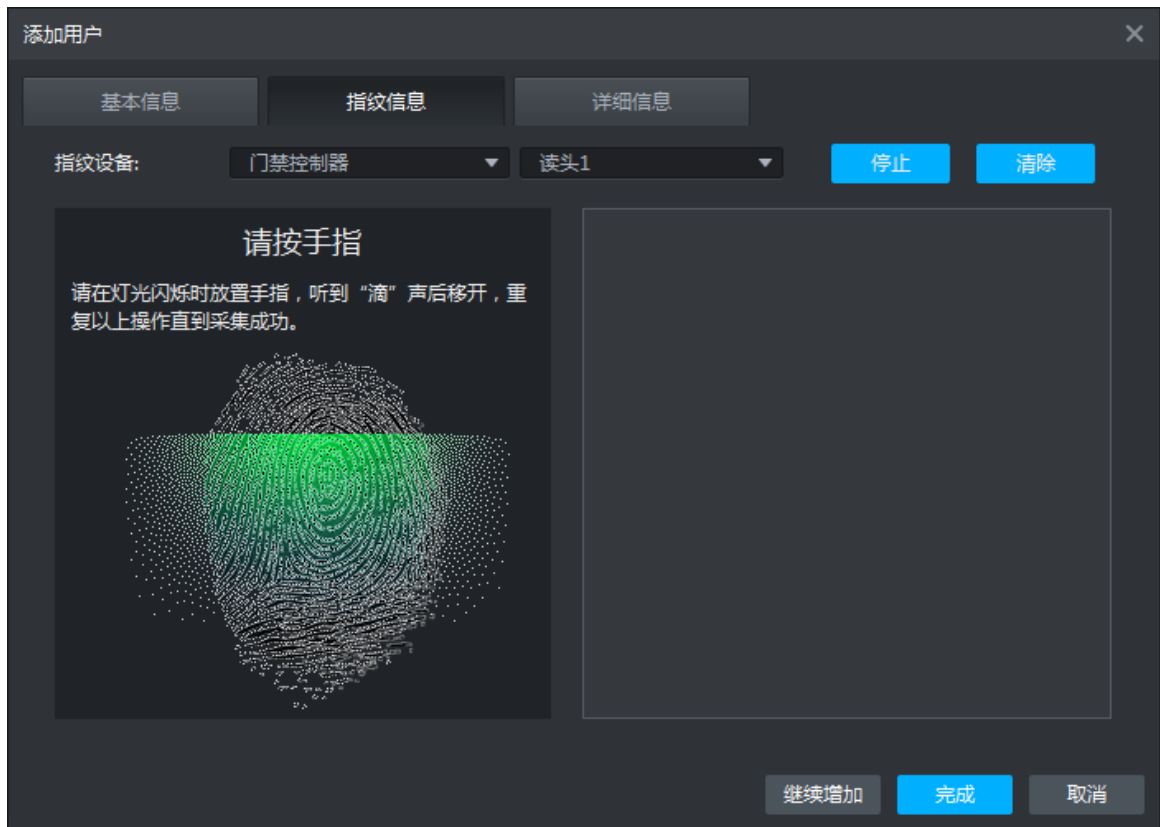 添加用户
基本信息 指纹信息 详细信息
指纹设备: 门禁控制器 读头1 停止 清除
请按手指
请在灯光闪烁时放置手指，听到“滴”声后移开，重
复以上操作直到采集成功。
继续增加 完成 取消